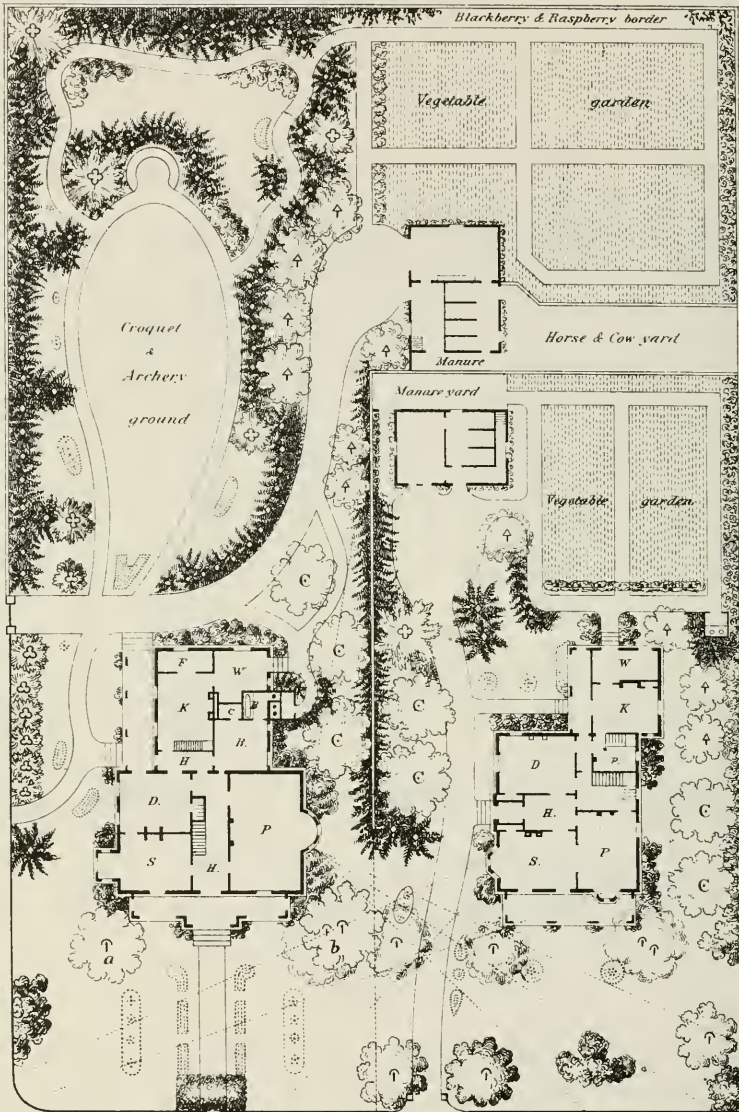 Blackberry & Raspberry border
Vegetable garden
Croquet
&
Archery
ground
Horse & Cow yard
Manure
Manure yard
Vegetable garden
C
C
C
C
F
W
K
C
B
H
H.
D.
P
S
H.
W
K
P.
D
H.
S.
P
C
C
C
a
b